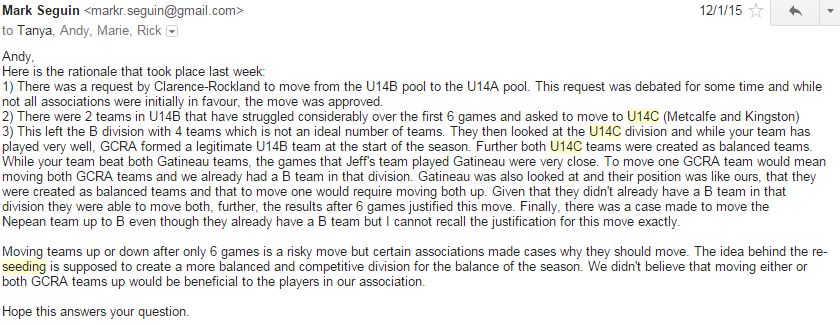 Mark Seguin <markr.seguin@gmail.com> 12/1/15
to Tanya, Andy, Marie, Rick
Andy,
Here is the rationale that took place last week:
1) There was a request by Clarence-Rockland to move from the U14B pool to the U14A pool. This request was debated for some time and while
not all associations were initially in favour, the move was approved.
2) There were 2 teams in U14B that have struggled considerably over the first 6 games and asked to move to U14C (Metcalfe and Kingston)
3) This left the B division with 4 teams which is not an ideal number of teams. They then looked at the U14C division and while your team has
played very well, GCRA formed a legitimate U14B team at the start of the season. Further both U14C teams were created as balanced teams.
While your team beat both Gatineau teams, the games that Jeff's team played Gatineau were very close. To move one GCRA team would mean
moving both GCRA teams and we already had a B team in that division. Gatineau was also looked at and their position was like ours, that they
were created as balanced teams and that to move one would require moving both up. Given that they didn't already have a B team in that
division they were able to move both, further, the results after 6 games justified this move. Finally, there was a case made to move the
Nepean team up to B even though they already have a B team but I cannot recall the justification for this move exactly.
Moving teams up or down after only 6 games is a risky move but certain associations made cases why they should move. The idea behind the re-
seeding is supposed to create a more balanced and competitive division for the balance of the season. We didn't believe that moving either or
both GCRA teams up would be beneficial to the players in our association.
Hope this answers your question.